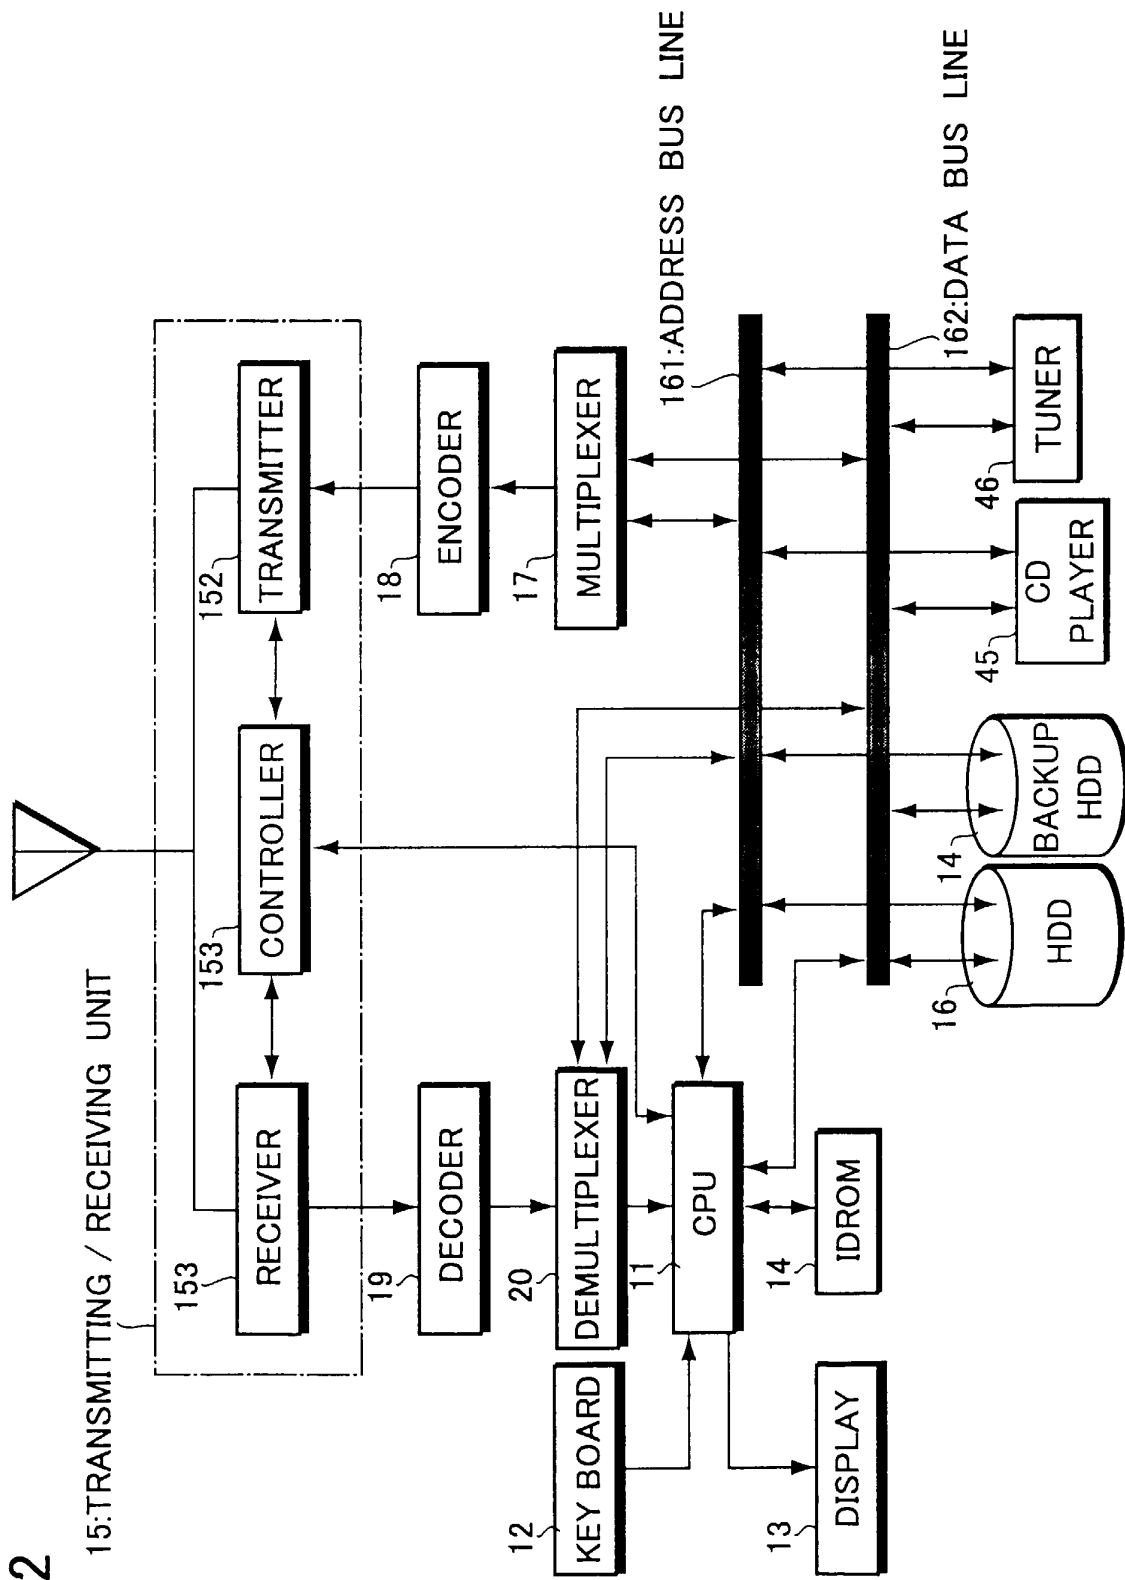 2
15:TRANSMITTING / RECEIVING UNIT
153
RECEIVER
153
CONTROLLER
152
TRANSMITTER
19
DECODER
18
ENCODER
12
KEY BOARD
20
DEMULTIPLEXER
17
MULTIPLEXER
11
CPU
161:ADDRESS BUS LINE
13
DISPLAY
14
IDROM
162:DATA BUS LINE
16
HDD
14
BACKUP
HDD
45
CD
PLAYER
46
TUNER